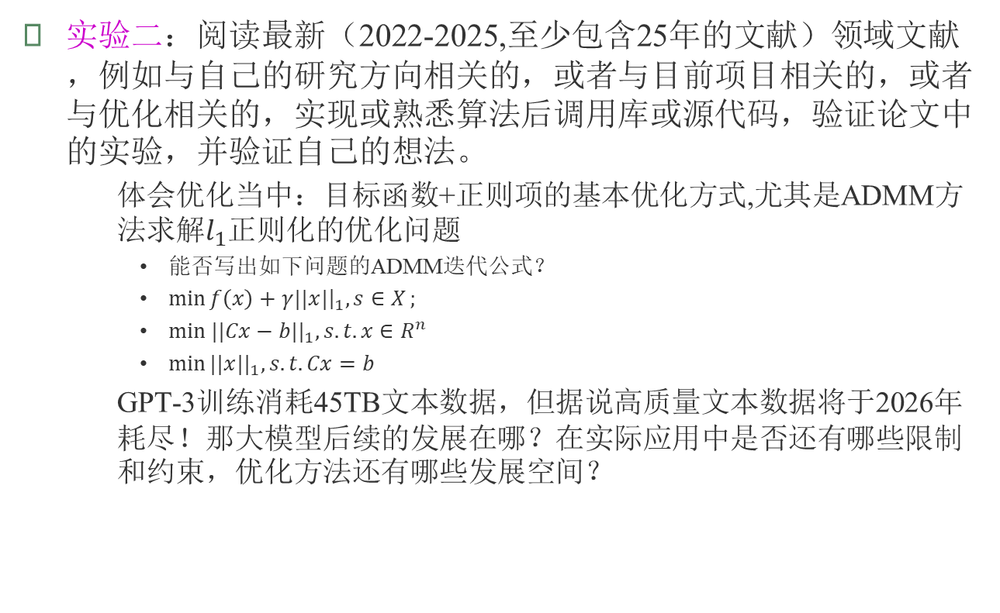 实验二：阅读最新（2022-2025,至少包含25年的文献）领域文献
，例如与自己的研究方向相关的，或者与目前项目相关的，或者
与优化相关的，实现或熟悉算法后调用库或源代码，验证论文中
的实验，并验证自己的想法。
体会优化当中：目标函数+正则项的基本优化方式,尤其是ADMM方
法求解l₁正则化的优化问题
• 能否写出如下问题的ADMM迭代公式？
• min f(x) + γ||x||₁, s ∈ X ;
• min ||Cx − b||₁, s.t. x ∈ Rⁿ
• min ||x||₁, s.t. Cx = b
GPT-3训练消耗45TB文本数据，但据说高质量文本数据将于2026年
耗尽！那大模型后续的发展在哪？在实际应用中是否还有哪些限制
和约束，优化方法还有哪些发展空间？